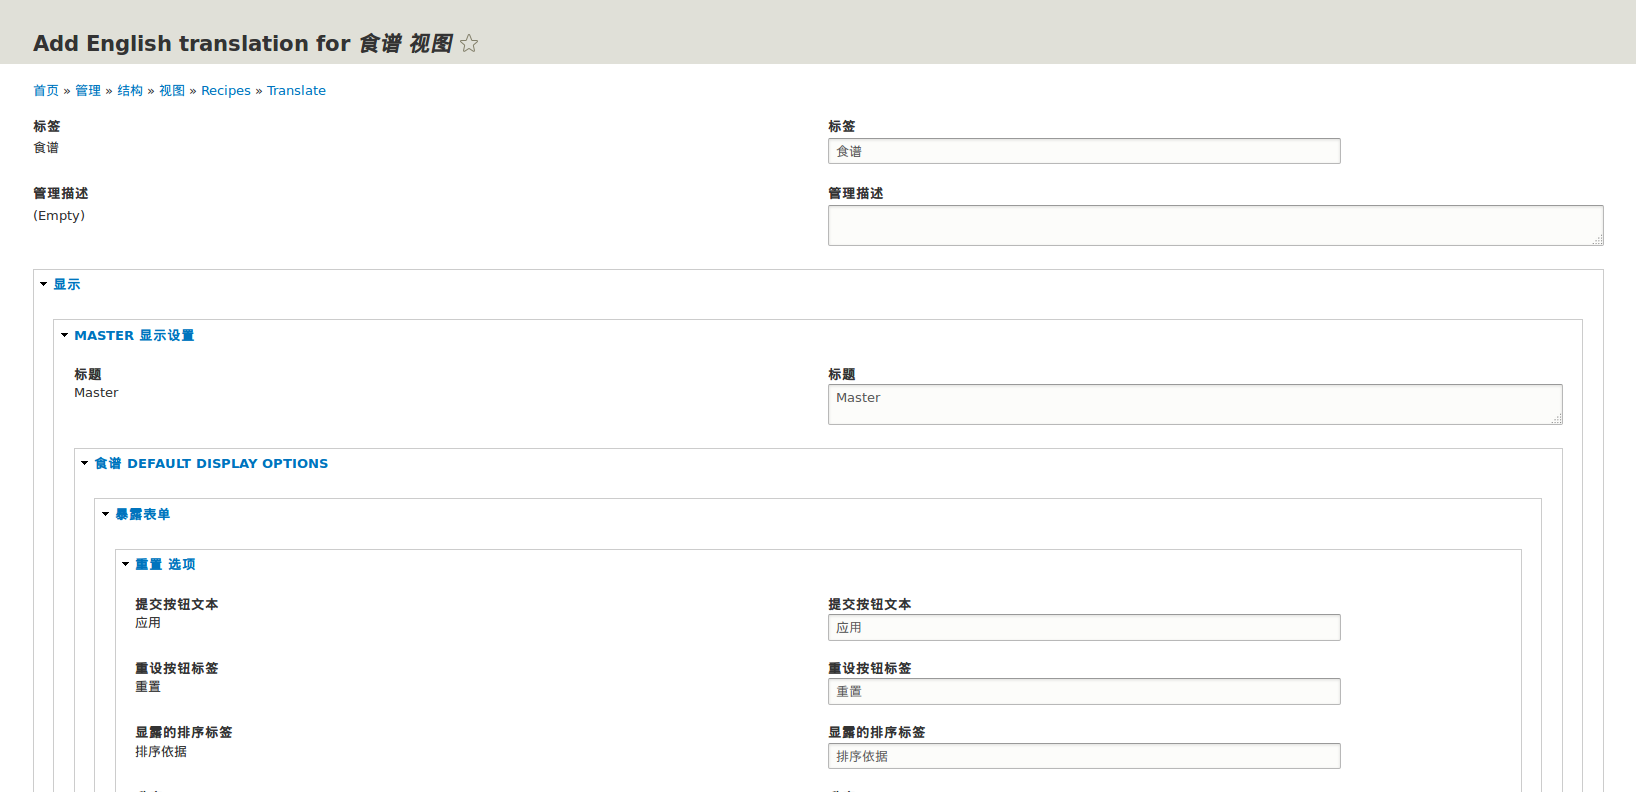 Add English translation for 食谱 视图
首页 » 管理 » 结构 » 视图 » Recipes » Translate
标签 标签
食谱 食谱
管理描述 管理描述
(Empty)
显示
MASTER 显示设置
标题 标题
Master Master
食谱 DEFAULT DISPLAY OPTIONS
暴露表单
重置 选项
提交按钮文本 提交按钮文本
应用 应用
重设按钮标签 重设按钮标签
重置 重置
显露的排序标签 显露的排序标签
排序依据 排序依据